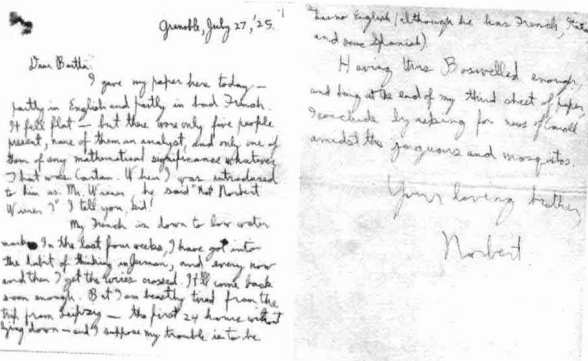 Grenoble, July 27, '25.
Dear Bertha:
I gave my paper here today —
partly in English and partly in bad French.
It fell flat — but there were only five people
present, none of them an analyst, and only one of
them of any mathematical significance whatever.
That was Cartan. When I was introduced
to him as Mr. Wiener he said "Not Norbert
Wiener?" I tell you, kid!
My French is down to low water
mark. In the last four weeks, I have got into
the habit of thinking in German, and every now
and then I get the wires crossed. It'll come back
soon enough. But I am beastly tired from the
trip from Leipzig — the first 24 hours without
lying down — and I suppose my trouble is to be
no English (although he has French,
and some Spanish)
Having thus Boswelled enough,
and being at the end of my third sheet of paper,
I conclude by asking for news of
amidst the jaguars and mosquitos.
Your loving brother,
Norbert